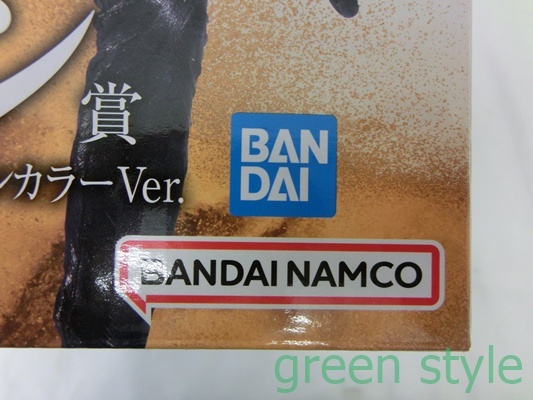 賞
ンカラーVer.
BAN
DAI
BANDAI NAMCO
green style